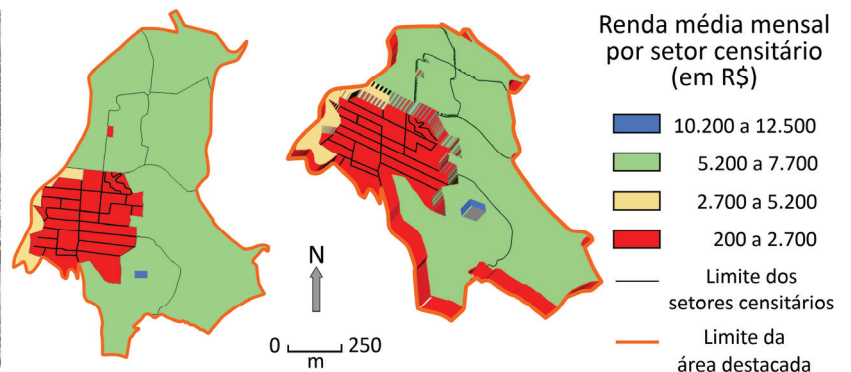 Renda média mensal
por setor censitário
(em R$)
10.200 a 12.500
5.200 a 7.700
2.700 a 5.200
200 a 2.700
Limite dos
setores censitários
Limite da
área destacada
N
0 250
m